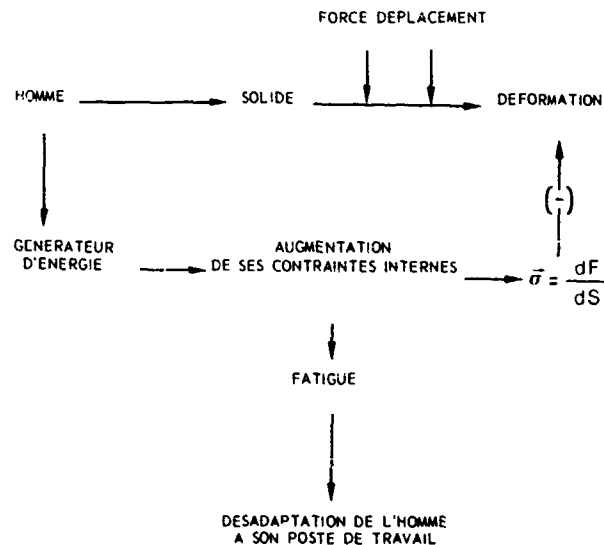 FORCE DEPLACEMENT
HOMME
SOLIDE
DEFORMATION
(-)
GENERATEUR
D'ENERGIE
AUGMENTATION
DE SES CONTRAINTES INTERNES
σ⃗ = dF/dS
FATIGUE
DESADAPTATION DE L'HOMME
A SON POSTE DE TRAVAIL